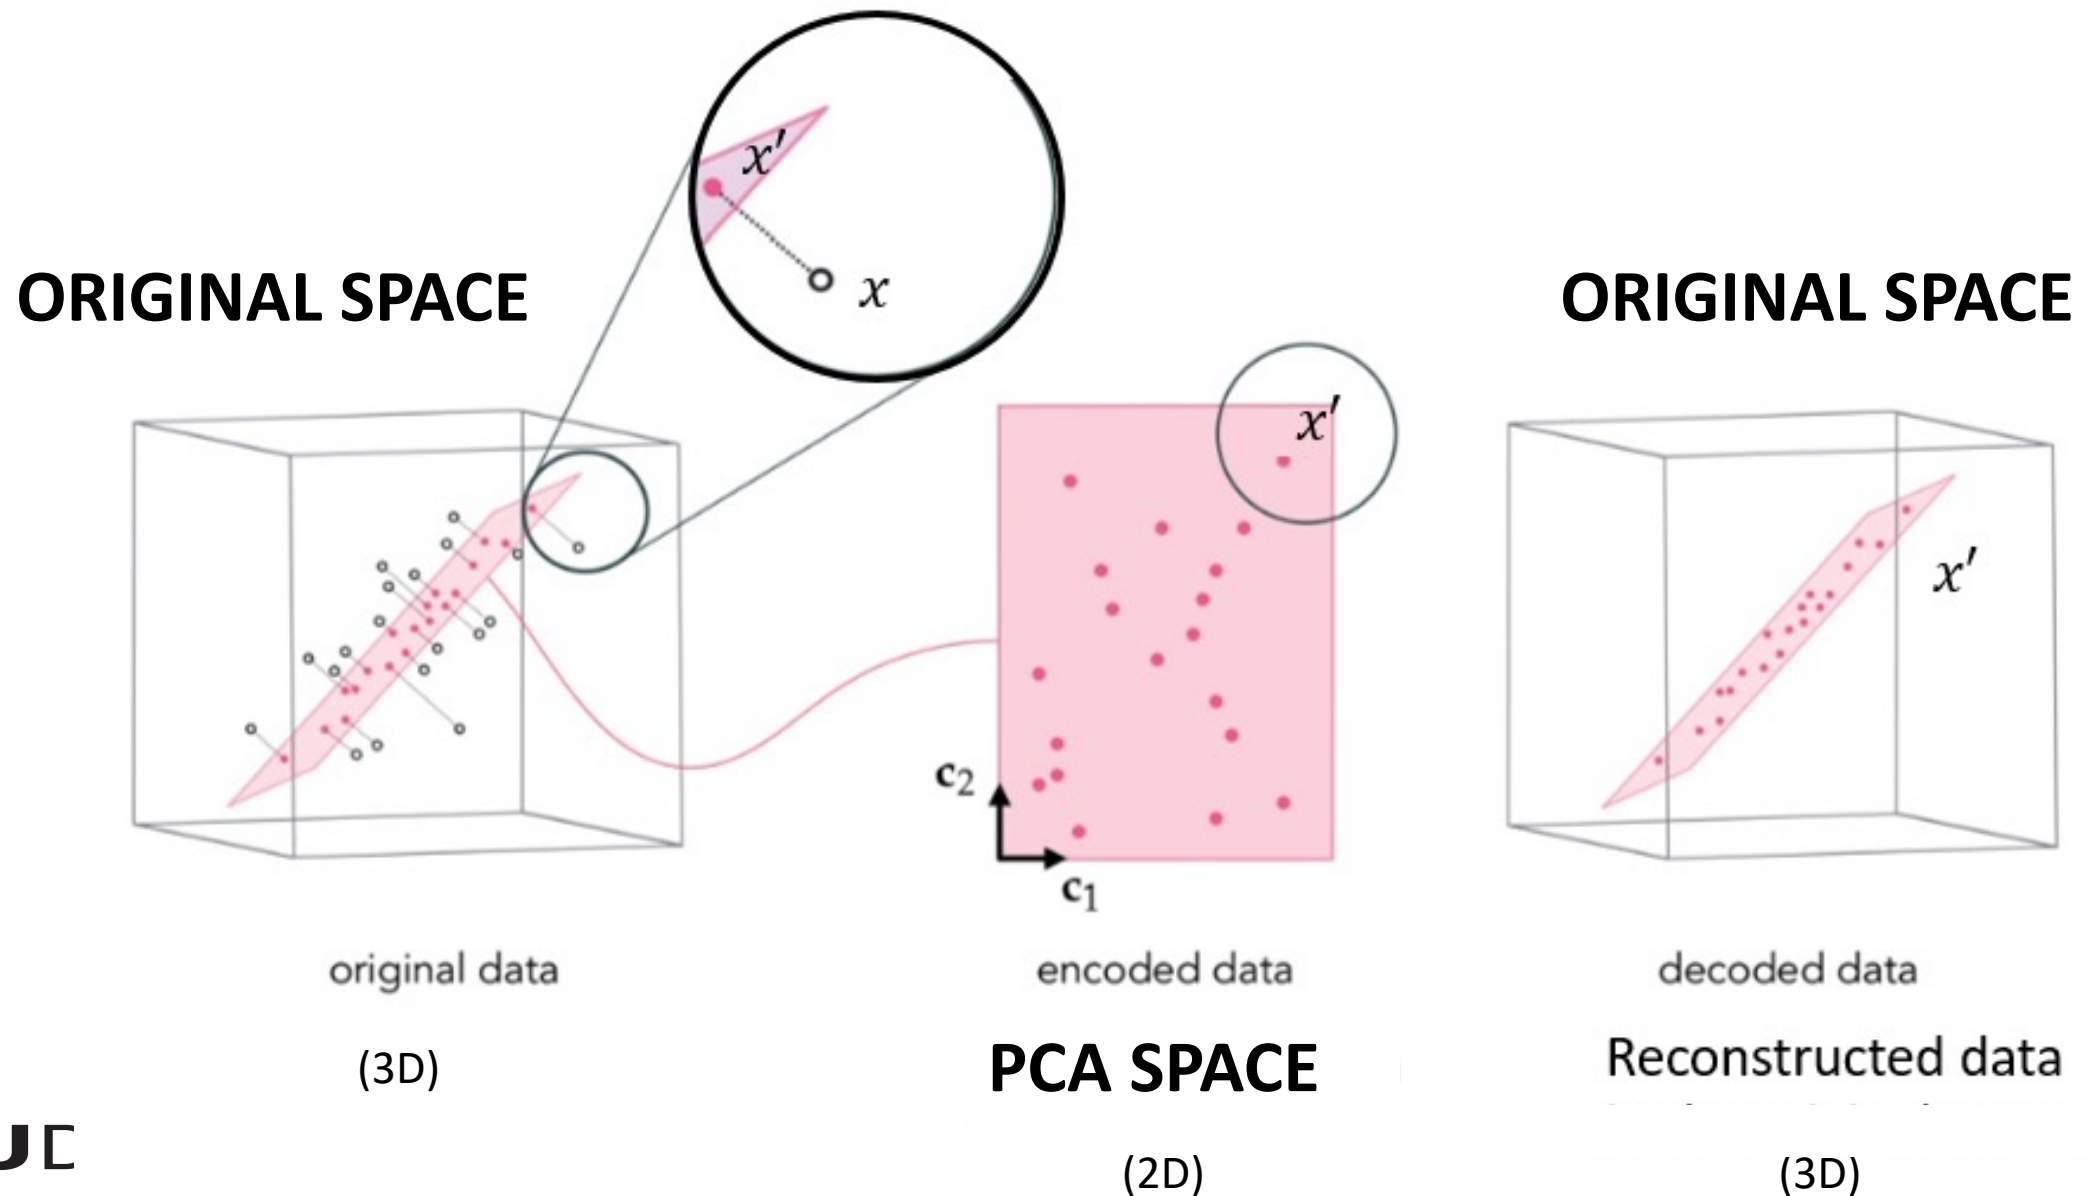 x′
x
ORIGINAL SPACE
ORIGINAL SPACE
x′
x′
c₂
c₁
original data
encoded data
decoded data
(3D)
PCA SPACE
Reconstructed data
(2D)
(3D)